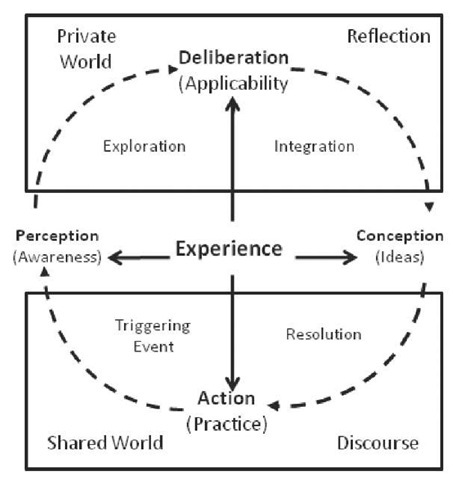 Private
World
Reflection
Deliberation
(Applicability
Exploration
Integration
Perception
(Awareness)
Experience
Conception
(Ideas)
Triggering
Event
Resolution
Action
(Practice)
Shared World
Discourse